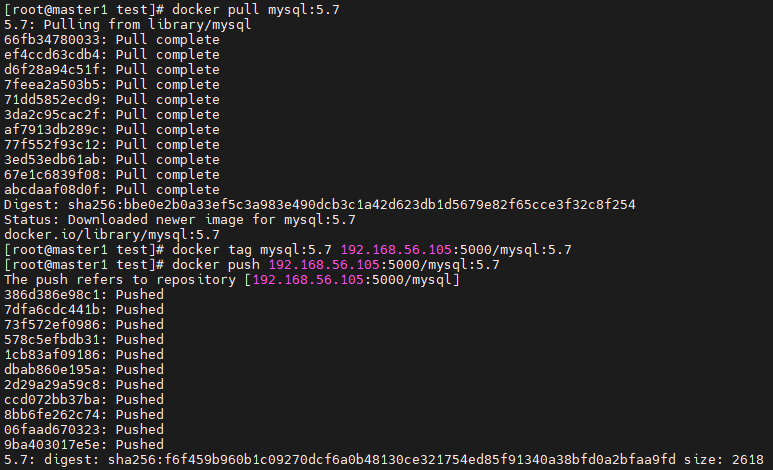 [root@master1 test]# docker pull mysql:5.7
5.7: Pulling from library/mysql
66fb34780033: Pull complete
ef4ccd63cdb4: Pull complete
d6f28a94c51f: Pull complete
7feea2a503b5: Pull complete
71dd5852ecd9: Pull complete
3da2c95cac2f: Pull complete
af7913db289c: Pull complete
77f552f93c12: Pull complete
3ed53edb61ab: Pull complete
67e1c6839f08: Pull complete
abcdaaf08d0f: Pull complete
Digest: sha256:bbe0e2b0a33ef5c3a983e490dcb3c1a42d623db1d5679e82f65cce3f32c8f254
Status: Downloaded newer image for mysql:5.7
docker.io/library/mysql:5.7
[root@master1 test]# docker tag mysql:5.7 192.168.56.105:5000/mysql:5.7
[root@master1 test]# docker push 192.168.56.105:5000/mysql:5.7
The push refers to repository [192.168.56.105:5000/mysql]
386d386e98c1: Pushed
7dfa6cdc441b: Pushed
73f572ef0986: Pushed
578c5efbdb31: Pushed
1cb83af09186: Pushed
dbab860e195a: Pushed
2d29a29a59c8: Pushed
ccd072bb37ba: Pushed
8bb6fe262c74: Pushed
06faad670323: Pushed
9ba403017e5e: Pushed
5.7: digest: sha256:f6f459b960b1c09270dcf6a0b48130ce321754ed85f91340a38bfd0a2bfaa9fd size: 2618